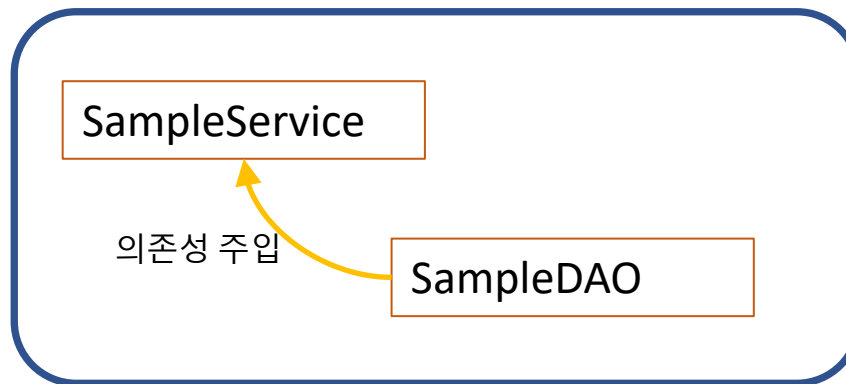 SampleService
의존성 주입
SampleDAO